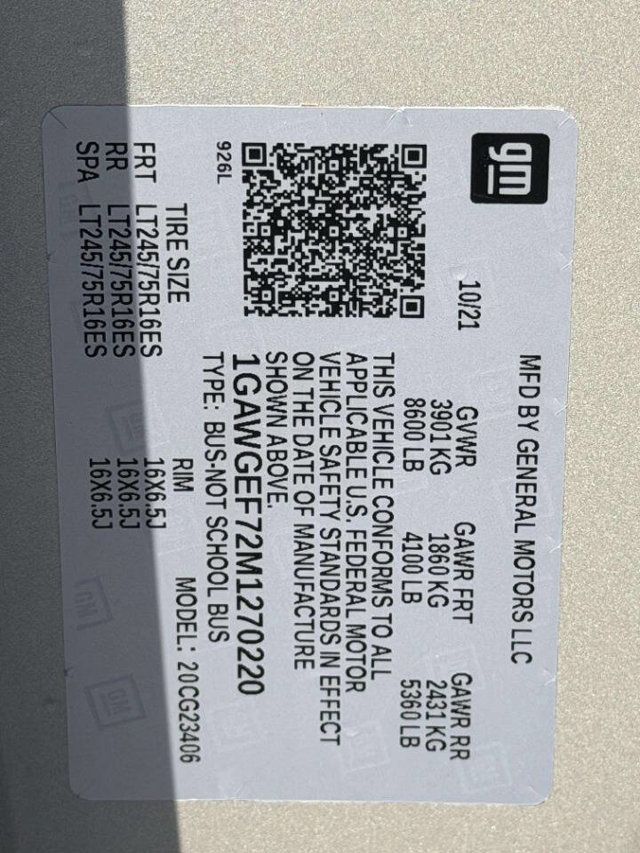 gm
MFD BY GENERAL MOTORS LLC
10/21
GVWR GAWR FRT GAWR RR
3901 KG 1860 KG 2431 KG
8600 LB 4100 LB 5360 LB
THIS VEHICLE CONFORMS TO ALL
APPLICABLE U.S. FEDERAL MOTOR
VEHICLE SAFETY STANDARDS IN EFFECT
ON THE DATE OF MANUFACTURE
SHOWN ABOVE.
1GAWGEF72M1270220
926L
TYPE: BUS-NOT SCHOOL BUS
MODEL: 20CG23406
TIRE SIZE RIM
FRT LT245/75R16ES 16X6.5J
RR LT245/75R16ES 16X6.5J
SPA LT245/75R16ES 16X6.5J
GM
GM
GM